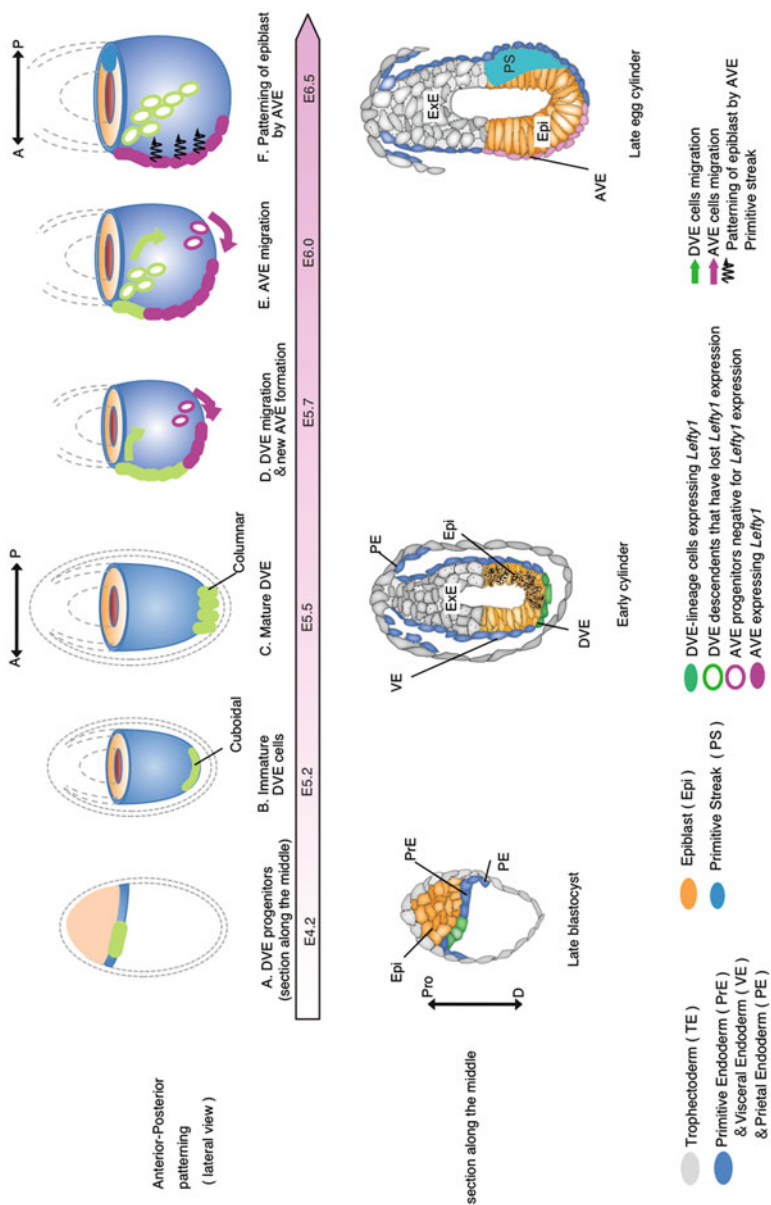 Anterior-Posterior
patterning
( lateral view )
A. DVE progenitors
(section along the middle)
B. Immature
DVE cells
Cuboidal
A
P
C. Mature DVE
Columnar
D. DVE migration
& new AVE formation
E. AVE migration
A
P
F. Patterning of epiblast
by AVE
E4.2
E5.2
E5.5
E5.7
E6.0
E6.5
section along the middle
Pro
D
Epi
PrE
PE
Late blastocyst
VE
PE
ExE
Epi
DVE
Early cylinder
ExE
PS
Epi
AVE
Late egg cylinder
Trophectoderm ( TE )
Primitive Endoderm ( PrE )
& Visceral Endoderm ( VE )
& Prietal Endoderm ( PE )
Epiblast ( Epi )
Primitive Streak ( PS )
DVE-lineage cells expressing Lefty1
DVE descendents that have lost Lefty1 expression
AVE progenitors negative for Lefty1 expression
AVE expressing Lefty1
DVE cells migration
AVE cells migration
Patterning of epiblast by AVE
Primitive streak